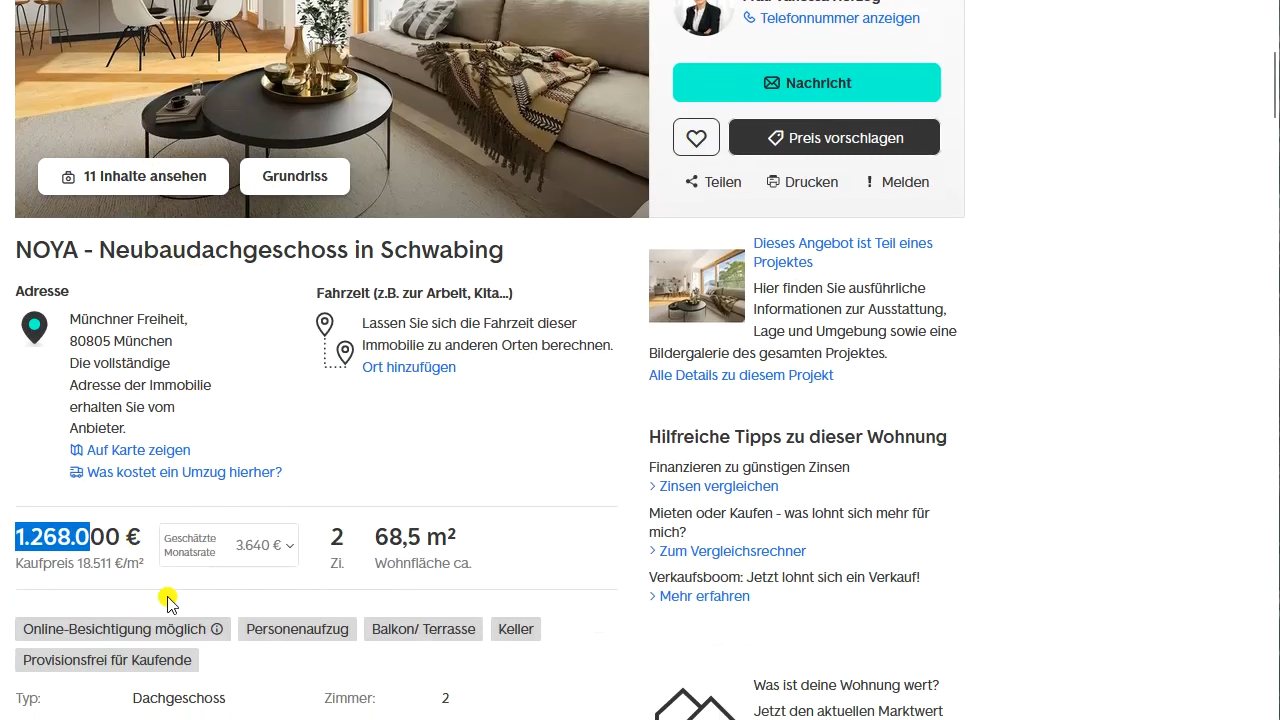 Telefonnummer anzeigen
Nachricht
Preis vorschlagen
11 Inhalte ansehen
Grundriss
Teilen
Drucken
Melden
NOYA - Neubaudachgeschoss in Schwabing
Adresse
Münchner Freiheit,
80805 München
Die vollständige
Adresse der Immobilie
erhalten Sie vom
Anbieter.
Auf Karte zeigen
Was kostet ein Umzug hierher?
Fahrzeit (z.B. zur Arbeit, Kita...)
Lassen Sie sich die Fahrzeit dieser
Immobilie zu anderen Orten berechnen.
Ort hinzufügen
1.268.000 €
Kaufpreis 18.511 €/m²
Geschätzte
Monatsrate
3.640 €
2
Zi.
68,5 m²
Wohnfläche ca.
Online-Besichtigung möglich
Personenaufzug
Balkon/ Terrasse
Keller
Provisionsfrei für Kaufende
Typ:
Dachgeschoss
Zimmer:
2
Dieses Angebot ist Teil eines
Projektes
Hier finden Sie ausführliche
Informationen zur Ausstattung,
Lage und Umgebung sowie eine
Bildergalerie des gesamten Projektes.
Alle Details zu diesem Projekt
Hilfreiche Tipps zu dieser Wohnung
Finanzieren zu günstigen Zinsen
> Zinsen vergleichen
Mieten oder Kaufen - was lohnt sich mehr für
mich?
> Zum Vergleichsrechner
Verkaufsboom: Jetzt lohnt sich ein Verkauf!
> Mehr erfahren
Was ist deine Wohnung wert?
Jetzt den aktuellen Marktwert